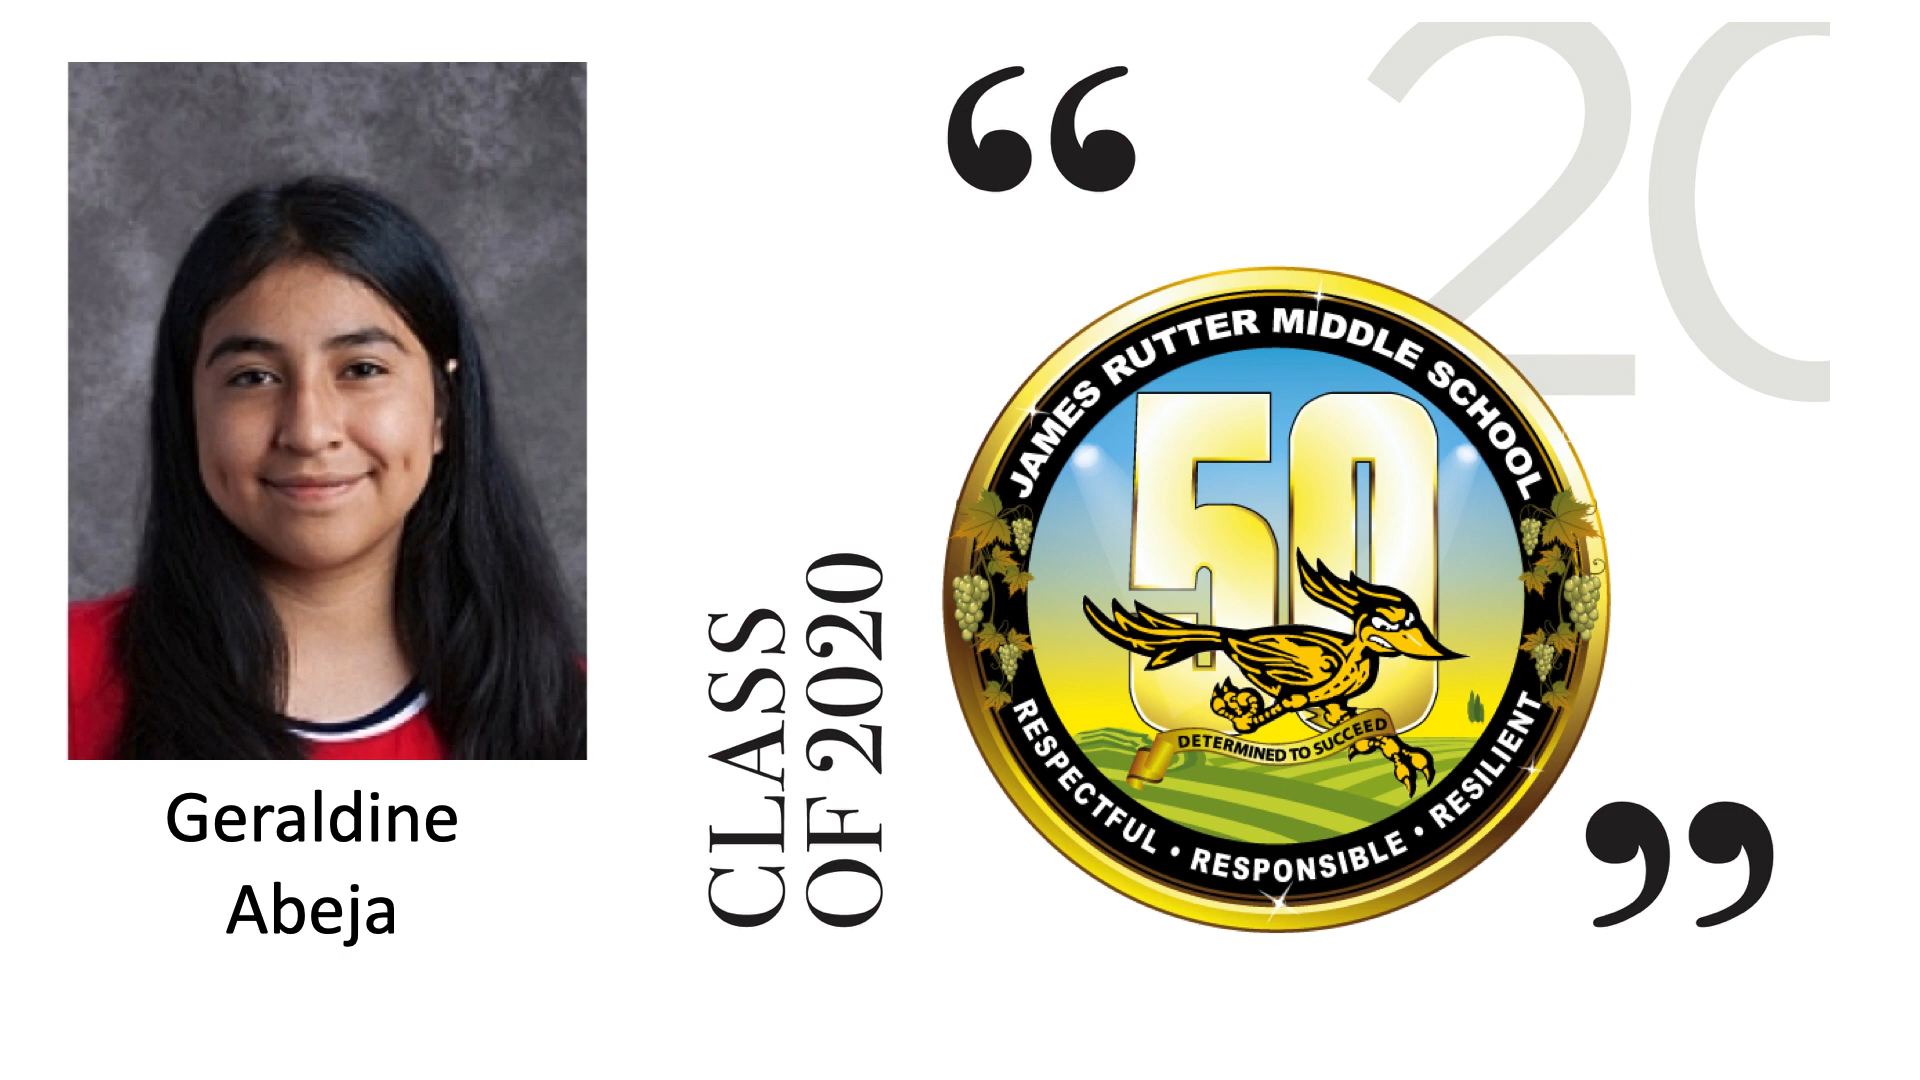 Geraldine
Abeja
CLASS
OF 2020
“
20
JAMES RUTTER MIDDLE SCHOOL
50
DETERMINED TO SUCCEED
RESPECTFUL • RESPONSIBLE • RESILIENT
”